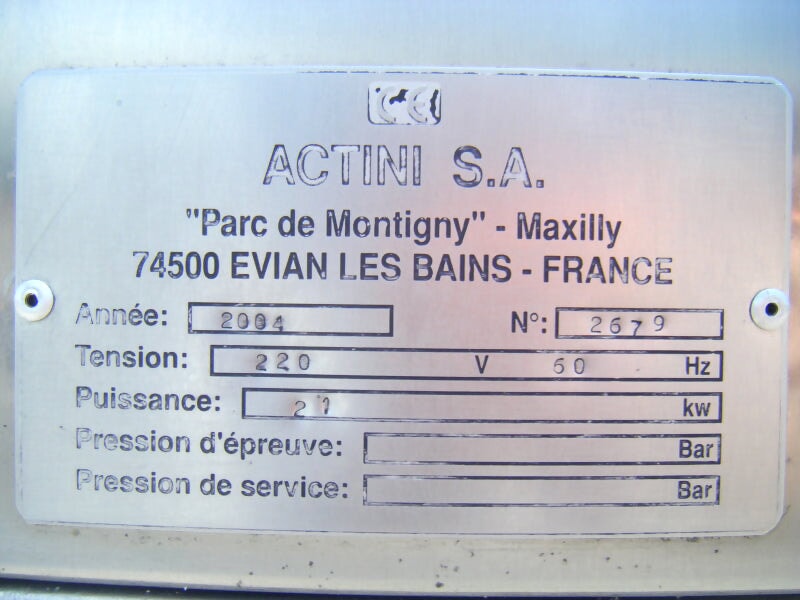 CE
ACTINI S.A.
"Parc de Montigny" - Maxilly
74500 EVIAN LES BAINS - FRANCE
Année: 2004 N°: 2679
Tension: 220 V 60 Hz
Puissance: 21 kw
Pression d'épreuve: Bar
Pression de service: Bar